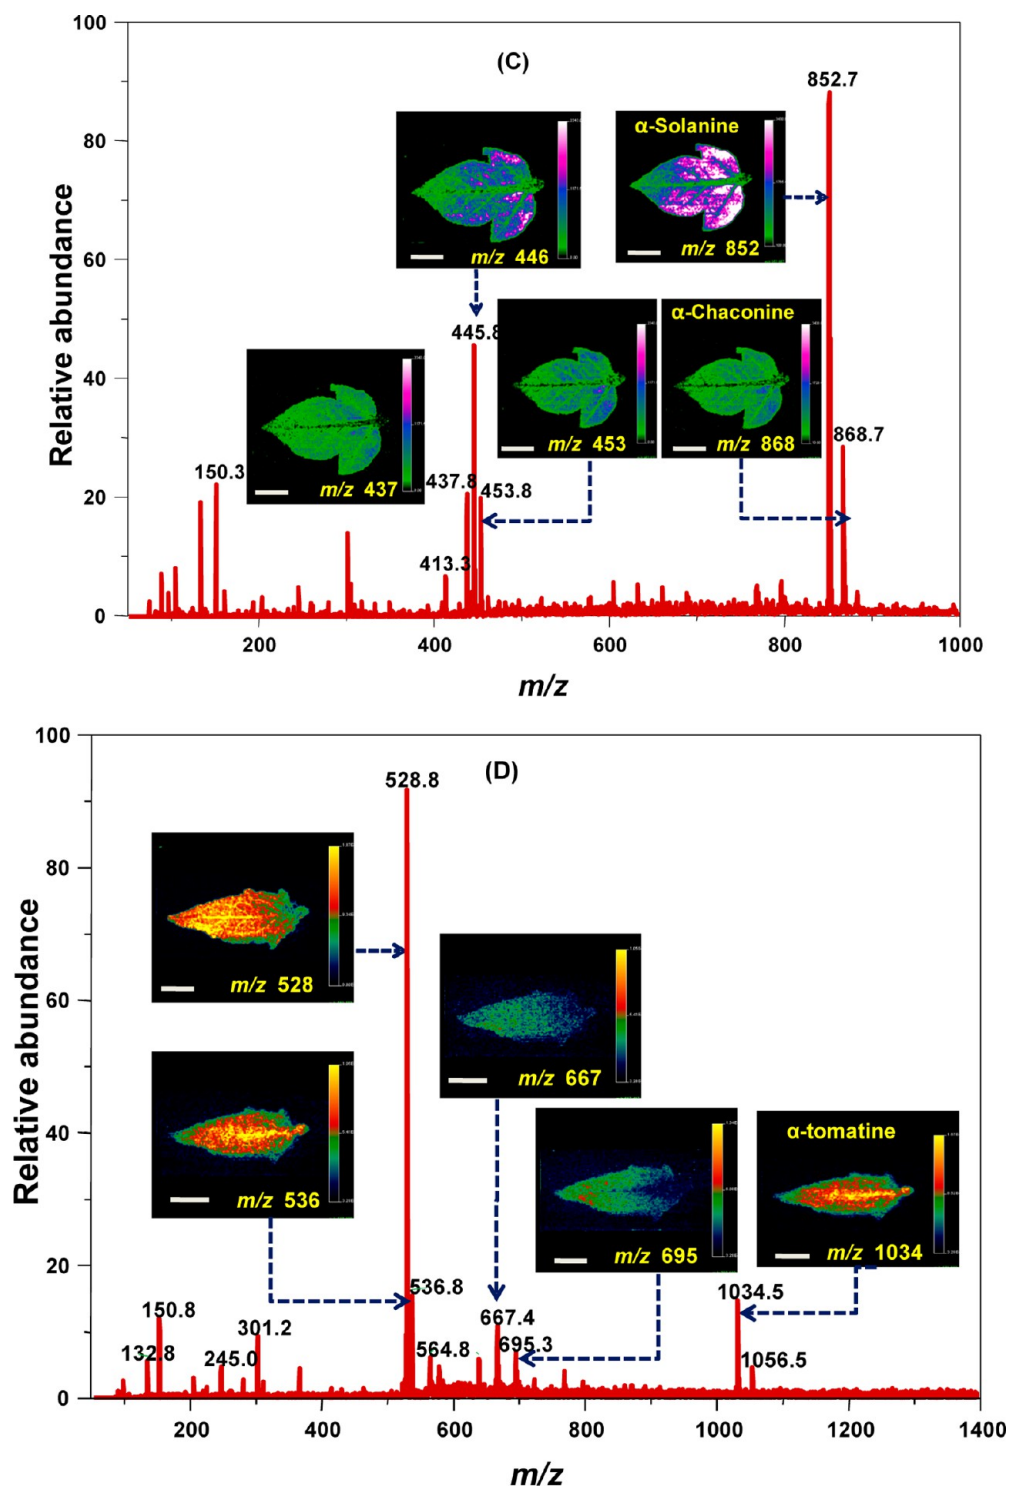 100
(C)
852.7
α-Solanine
80
m/z 446
m/z 852
60
Relative abundance
α-Chaconine
445.8
40
m/z 453
m/z 868
868.7
150.3
m/z 437
437.8
453.8
20
413.3
0
200
400
600
800
1000
m/z
100
528.8
(D)
80
Relative abundance
m/z 528
60
m/z 667
40
α-tomatine
m/z 536
m/z 695
m/z 1034
20
536.8
1034.5
150.8
667.4
301.2
695.3
132.8
245.0
564.8
1056.5
0
200
400
600
800
1000
1200
1400
m/z